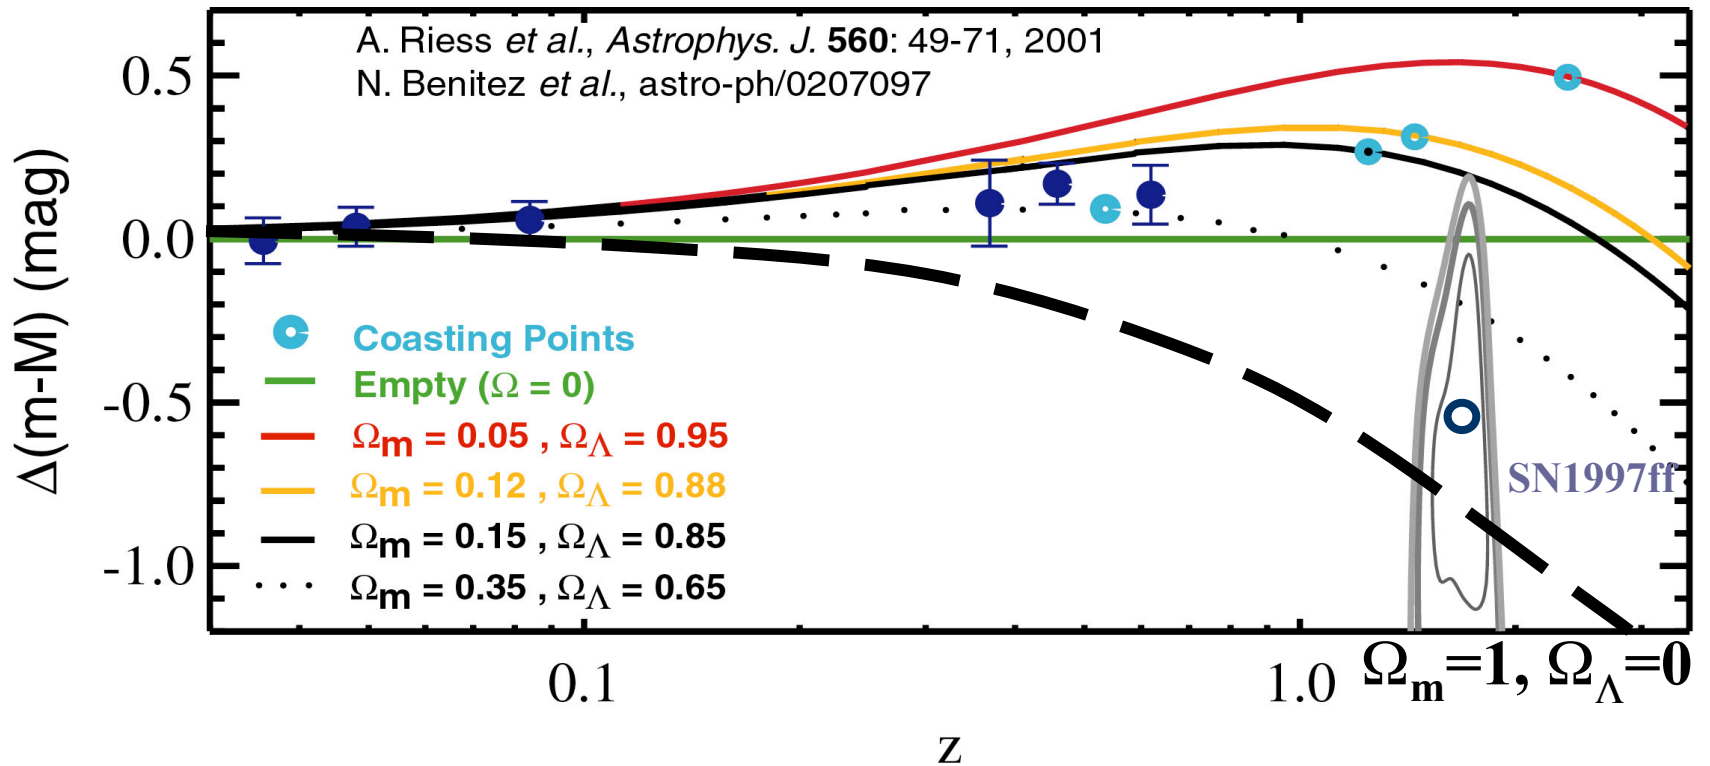 A. Riess et al., Astrophys. J. 560: 49-71, 2001
N. Benitez et al., astro-ph/0207097
0.5
0.0
-0.5
-1.0
Δ(m-M) (mag)
Coasting Points
Empty (Ω = 0)
Ωm = 0.05 , ΩΛ = 0.95
Ωm = 0.12 , ΩΛ = 0.88
Ωm = 0.15 , ΩΛ = 0.85
Ωm = 0.35 , ΩΛ = 0.65
SN1997ff
0.1
1.0
Ωm=1, ΩΛ=0
z